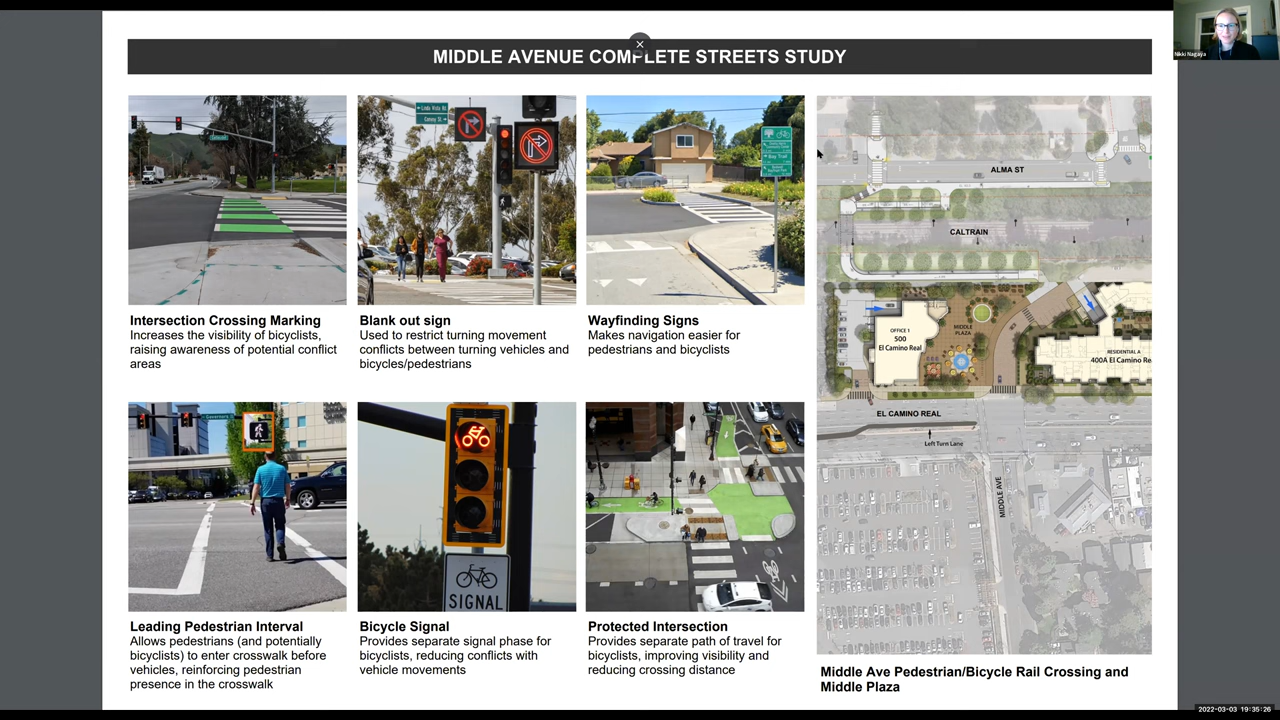 MIDDLE AVENUE COMPLETE STREETS STUDY
Nikki Nagaya
Intersection Crossing Marking
Increases the visibility of bicyclists,
raising awareness of potential conflict
areas
Blank out sign
Used to restrict turning movement
conflicts between turning vehicles and
bicycles/pedestrians
Wayfinding Signs
Makes navigation easier for
pedestrians and bicyclists
Bay Trail
Leading Pedestrian Interval
Allows pedestrians (and potentially
bicyclists) to enter crosswalk before
vehicles, reinforcing pedestrian
presence in the crosswalk
SIGNAL
Bicycle Signal
Provides separate signal phase for
bicyclists, reducing conflicts with
vehicle movements
Protected Intersection
Provides separate path of travel for
bicyclists, improving visibility and
reducing crossing distance
ALMA ST
CALTRAIN
OFFICE 1
500
El Camino Real
MIDDLE
PLAZA
RESIDENTIAL A
400A El Camino Re
EL CAMINO REAL
Left Turn Lane
MIDDLE AVE
Middle Ave Pedestrian/Bicycle Rail Crossing and
Middle Plaza
2022-03-03 19:35:26